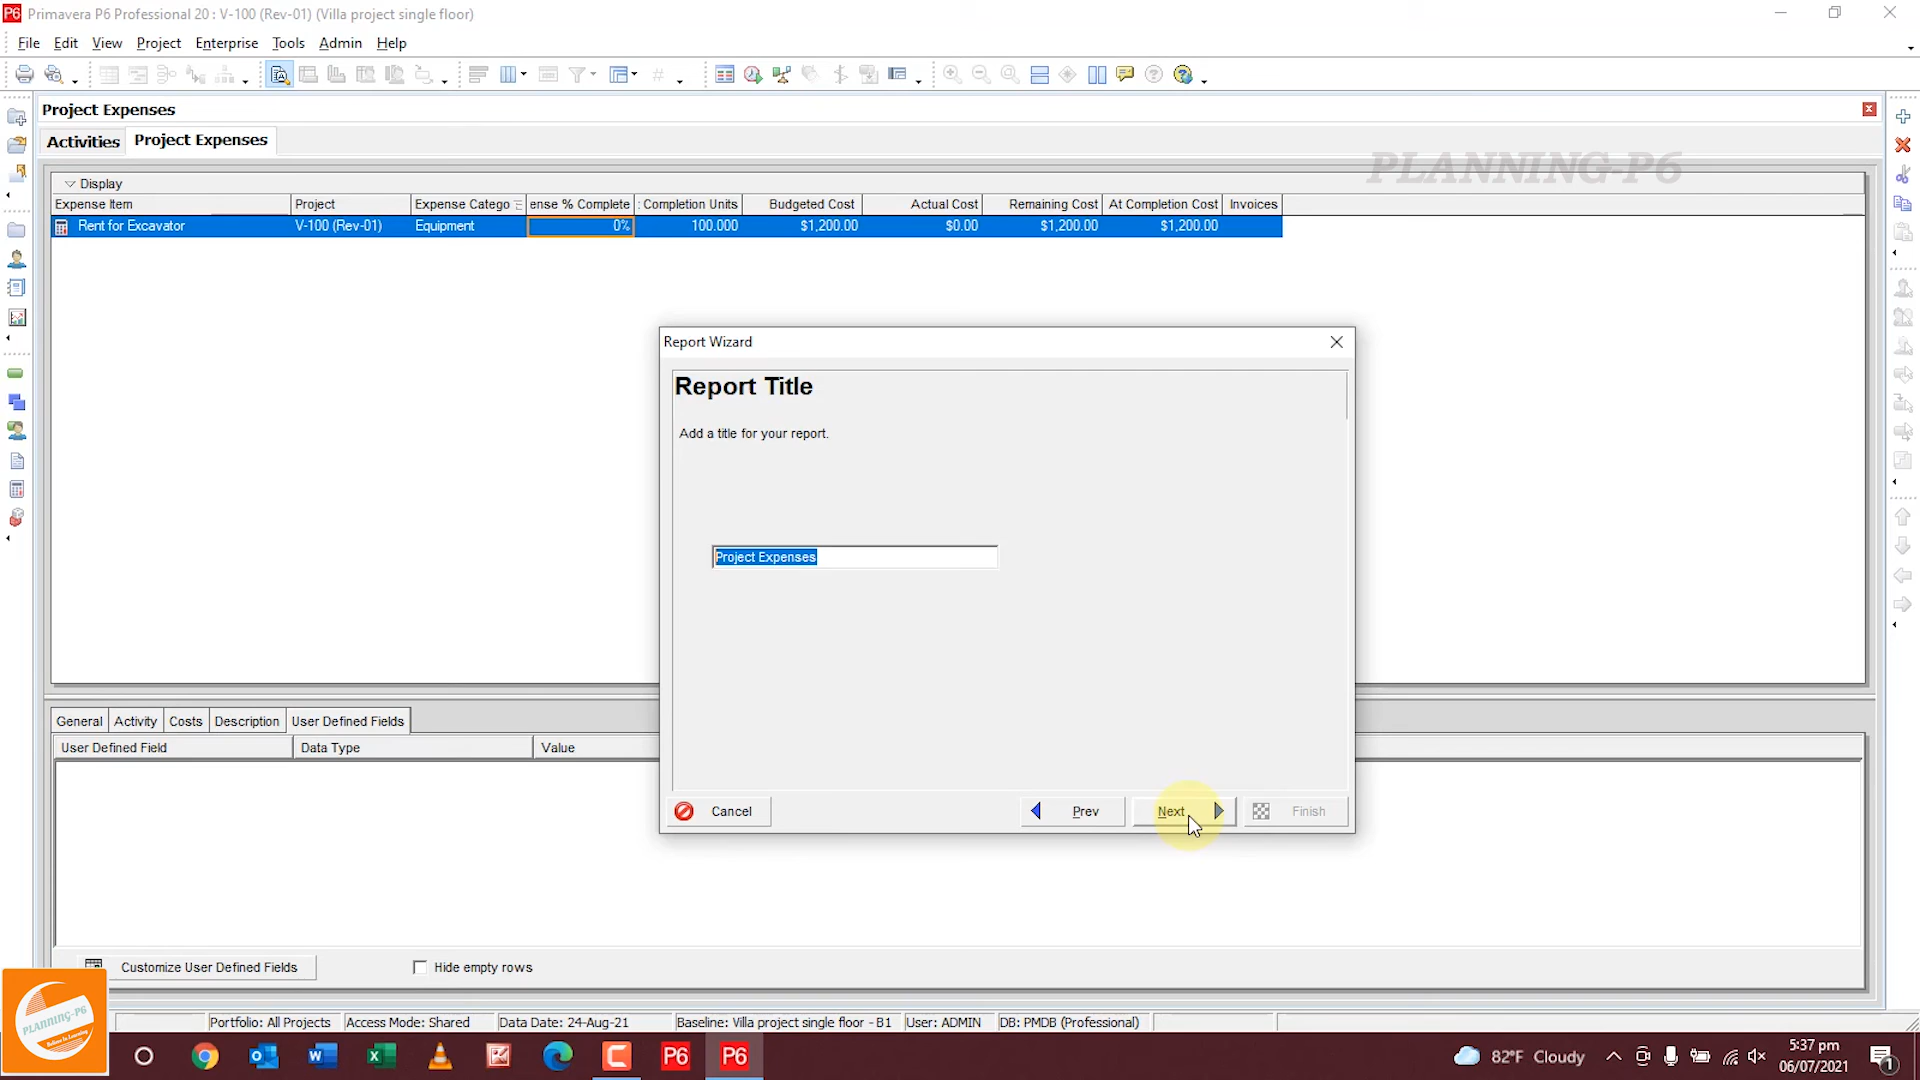 P6 Primavera P6 Professional 20 : V-100 (Rev-01) (Villa project single floor)
File Edit View Project Enterprise Tools Admin Help
Project Expenses
Activities Project Expenses
PLANNING-P6
Display
Expense Item Project Expense Catego ense % Complete : Completion Units Budgeted Cost Actual Cost Remaining Cost At Completion Cost Invoices
Rent for Excavator V-100 (Rev-01) Equipment 0% 100.000 $1,200.00 $0.00 $1,200.00 $1,200.00
Report Wizard
Report Title
Add a title for your report.
Project Expenses
Cancel Prev Next Finish
General Activity Costs Description User Defined Fields
User Defined Field Data Type Value
Customize User Defined Fields Hide empty rows
PLANNING-P6
Portfolio: All Projects Access Mode: Shared Data Date: 24-Aug-21 Baseline: Villa project single floor - B1 User: ADMIN DB: PMDB (Professional)
P6 P6 82°F Cloudy 5:37 pm
06/07/2021 1